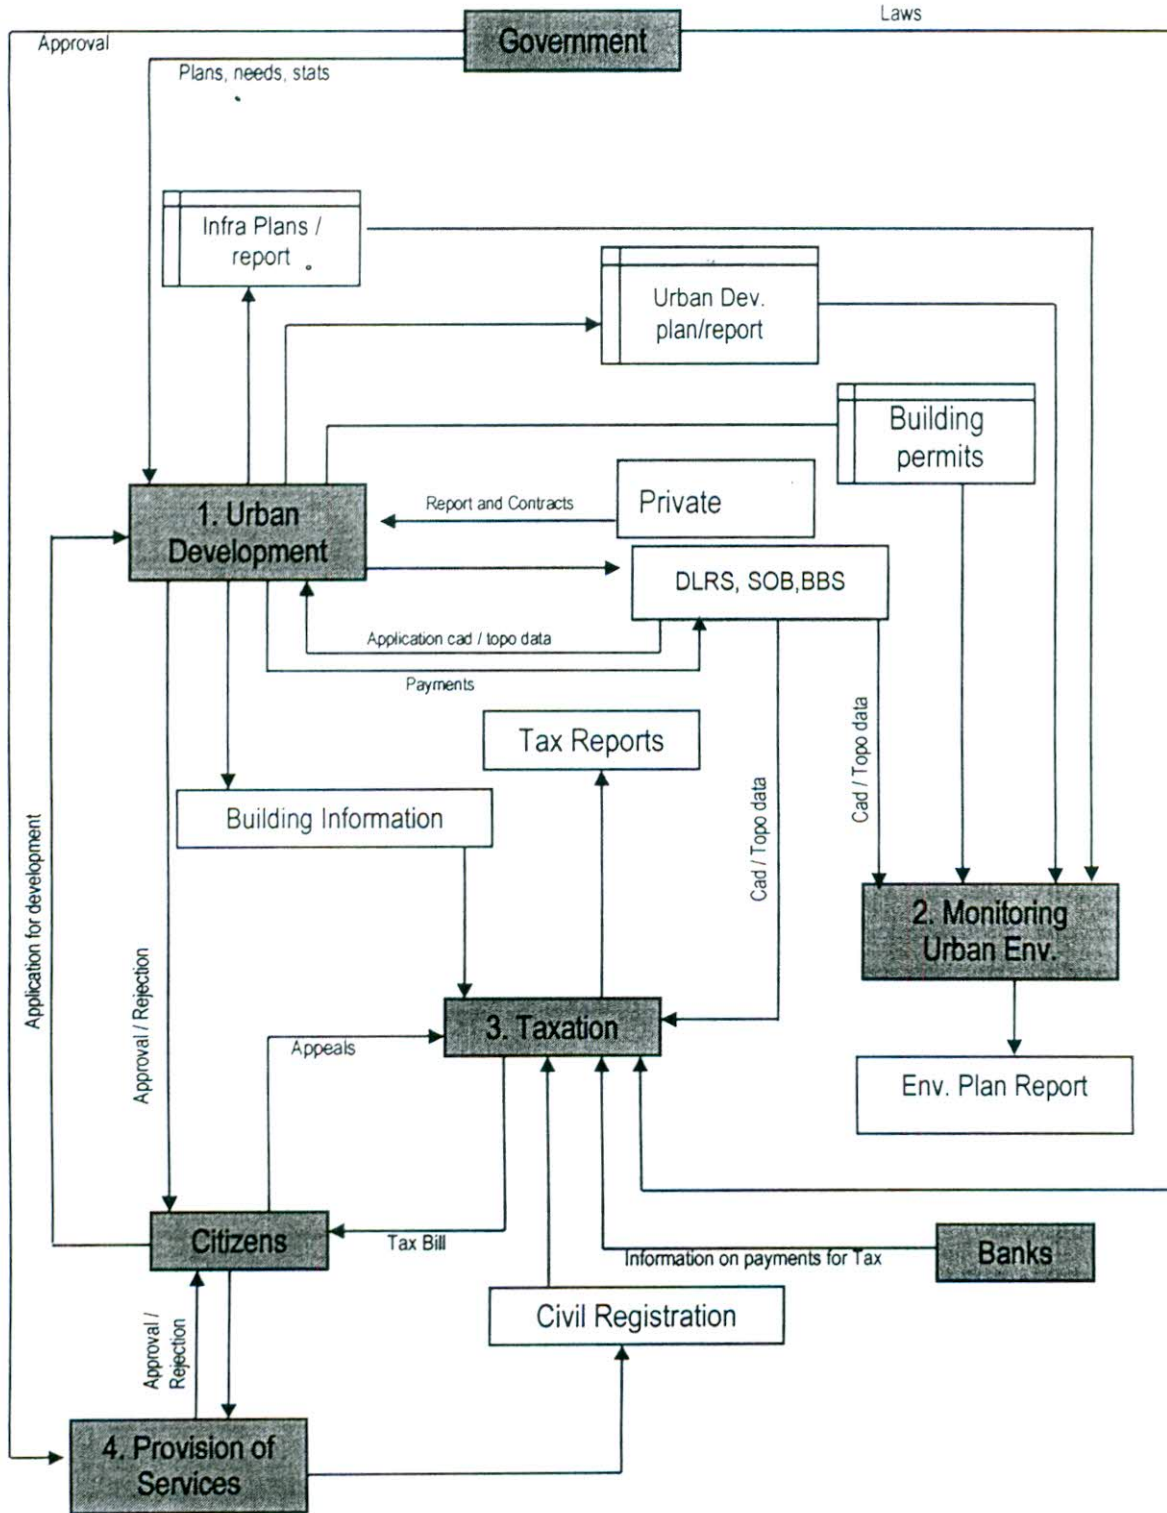 Laws
Government
Approval
Plans, needs, stats
Infra Plans /
report
Urban Dev.
plan/report
Building
permits
Private
Report and Contracts
1. Urban
Development
DLRS, SOB,BBS
Application cad / topo data
Payments
Tax Reports
Cad / Topo data
Cad / Topo data
Building Information
Application for development
Approval / Rejection
2. Monitoring
Urban Env.
3. Taxation
Appeals
Env. Plan Report
Citizens
Tax Bill
Information on payments for Tax
Banks
Civil Registration
Approval /
Rejection
4. Provision of
Services